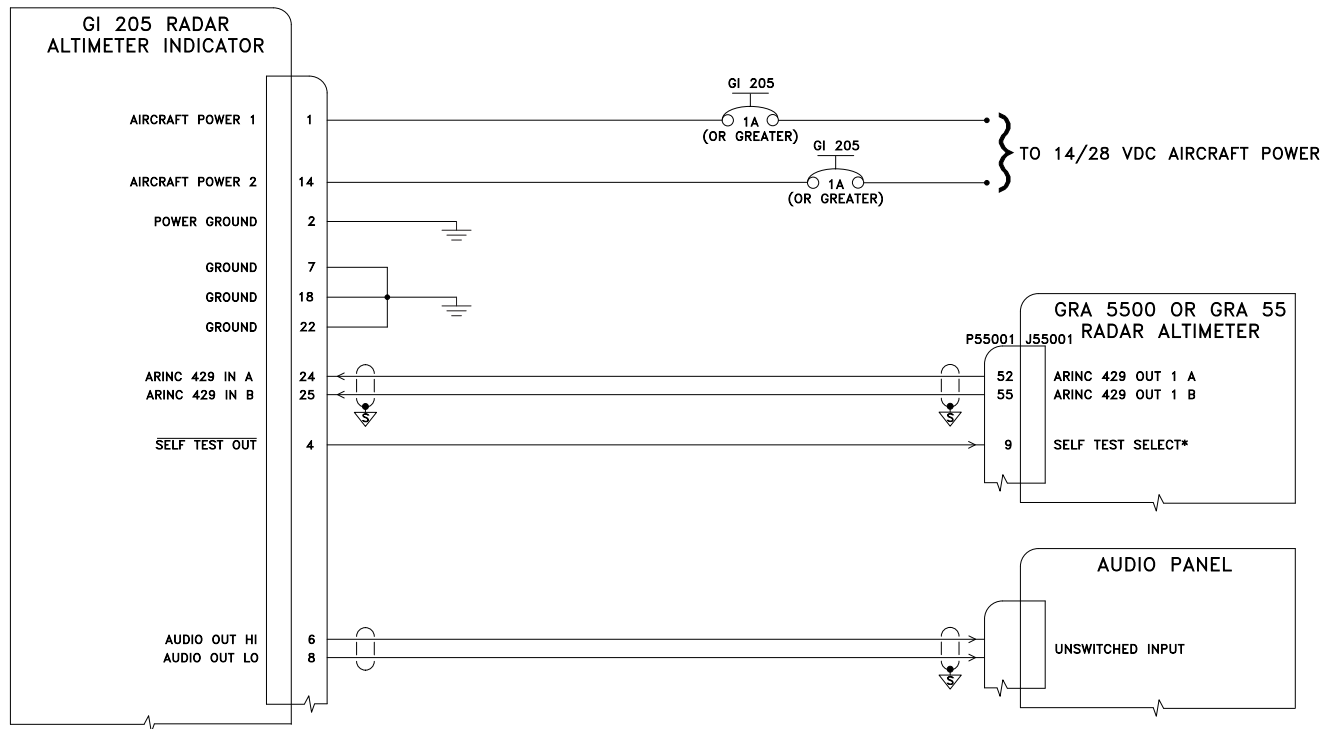 GI 205 RADAR
ALTIMETER INDICATOR
AIRCRAFT POWER 1
1
GI 205
1A
(OR GREATER)
TO 14/28 VDC AIRCRAFT POWER
AIRCRAFT POWER 2
14
GI 205
1A
(OR GREATER)
POWER GROUND
2
GROUND
7
GROUND
18
GROUND
22
GRA 5500 OR GRA 55
RADAR ALTIMETER
P55001
J55001
ARINC 429 IN A
24
52
ARINC 429 OUT 1 A
ARINC 429 IN B
25
55
ARINC 429 OUT 1 B
S
S
SELF TEST OUT
4
9
SELF TEST SELECT*
AUDIO PANEL
AUDIO OUT HI
6
AUDIO OUT LO
8
UNSWITCHED INPUT
S